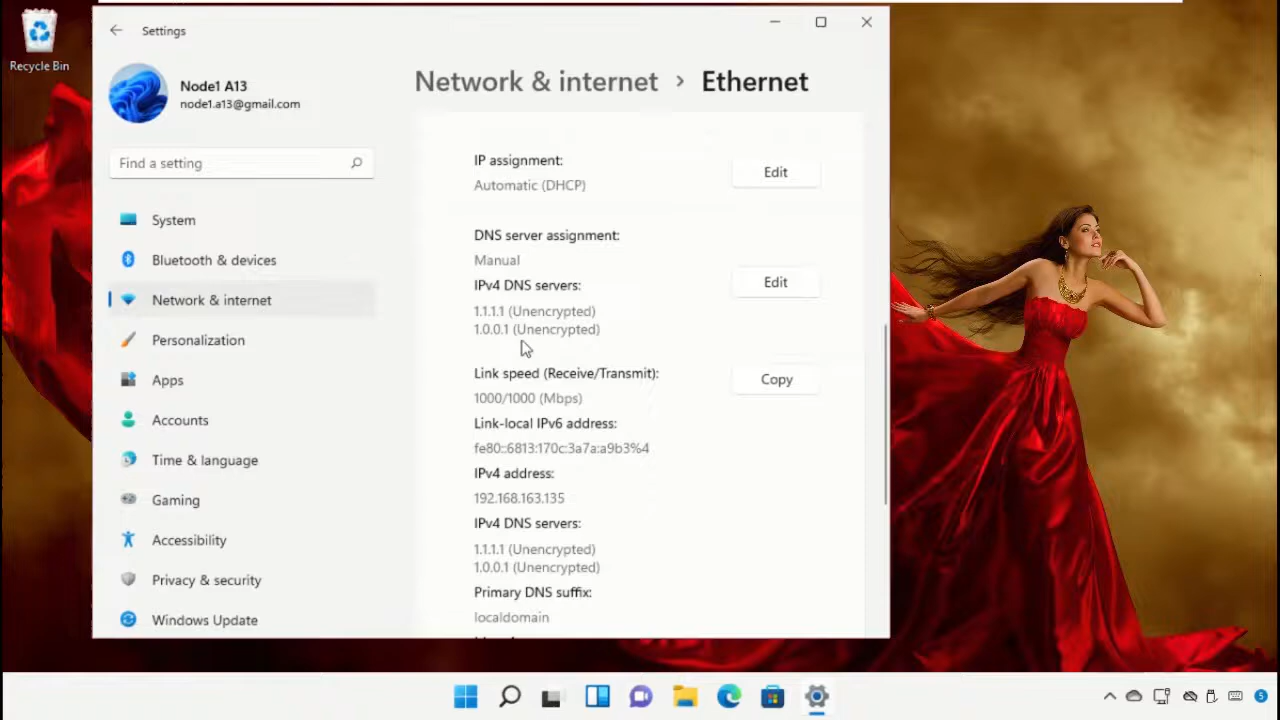 Recycle Bin
Settings
Node1 A13
node1.a13@gmail.com
Find a setting
System
Bluetooth & devices
Network & internet
Personalization
Apps
Accounts
Time & language
Gaming
Accessibility
Privacy & security
Windows Update
Network & internet › Ethernet
IP assignment:
Automatic (DHCP)
Edit
DNS server assignment:
Manual
IPv4 DNS servers:
1.1.1.1 (Unencrypted)
1.0.0.1 (Unencrypted)
Edit
Link speed (Receive/Transmit):
1000/1000 (Mbps)
Copy
Link-local IPv6 address:
fe80::6813:170c:3a7a:a9b3%4
IPv4 address:
192.168.163.135
IPv4 DNS servers:
1.1.1.1 (Unencrypted)
1.0.0.1 (Unencrypted)
Primary DNS suffix:
localdomain
5